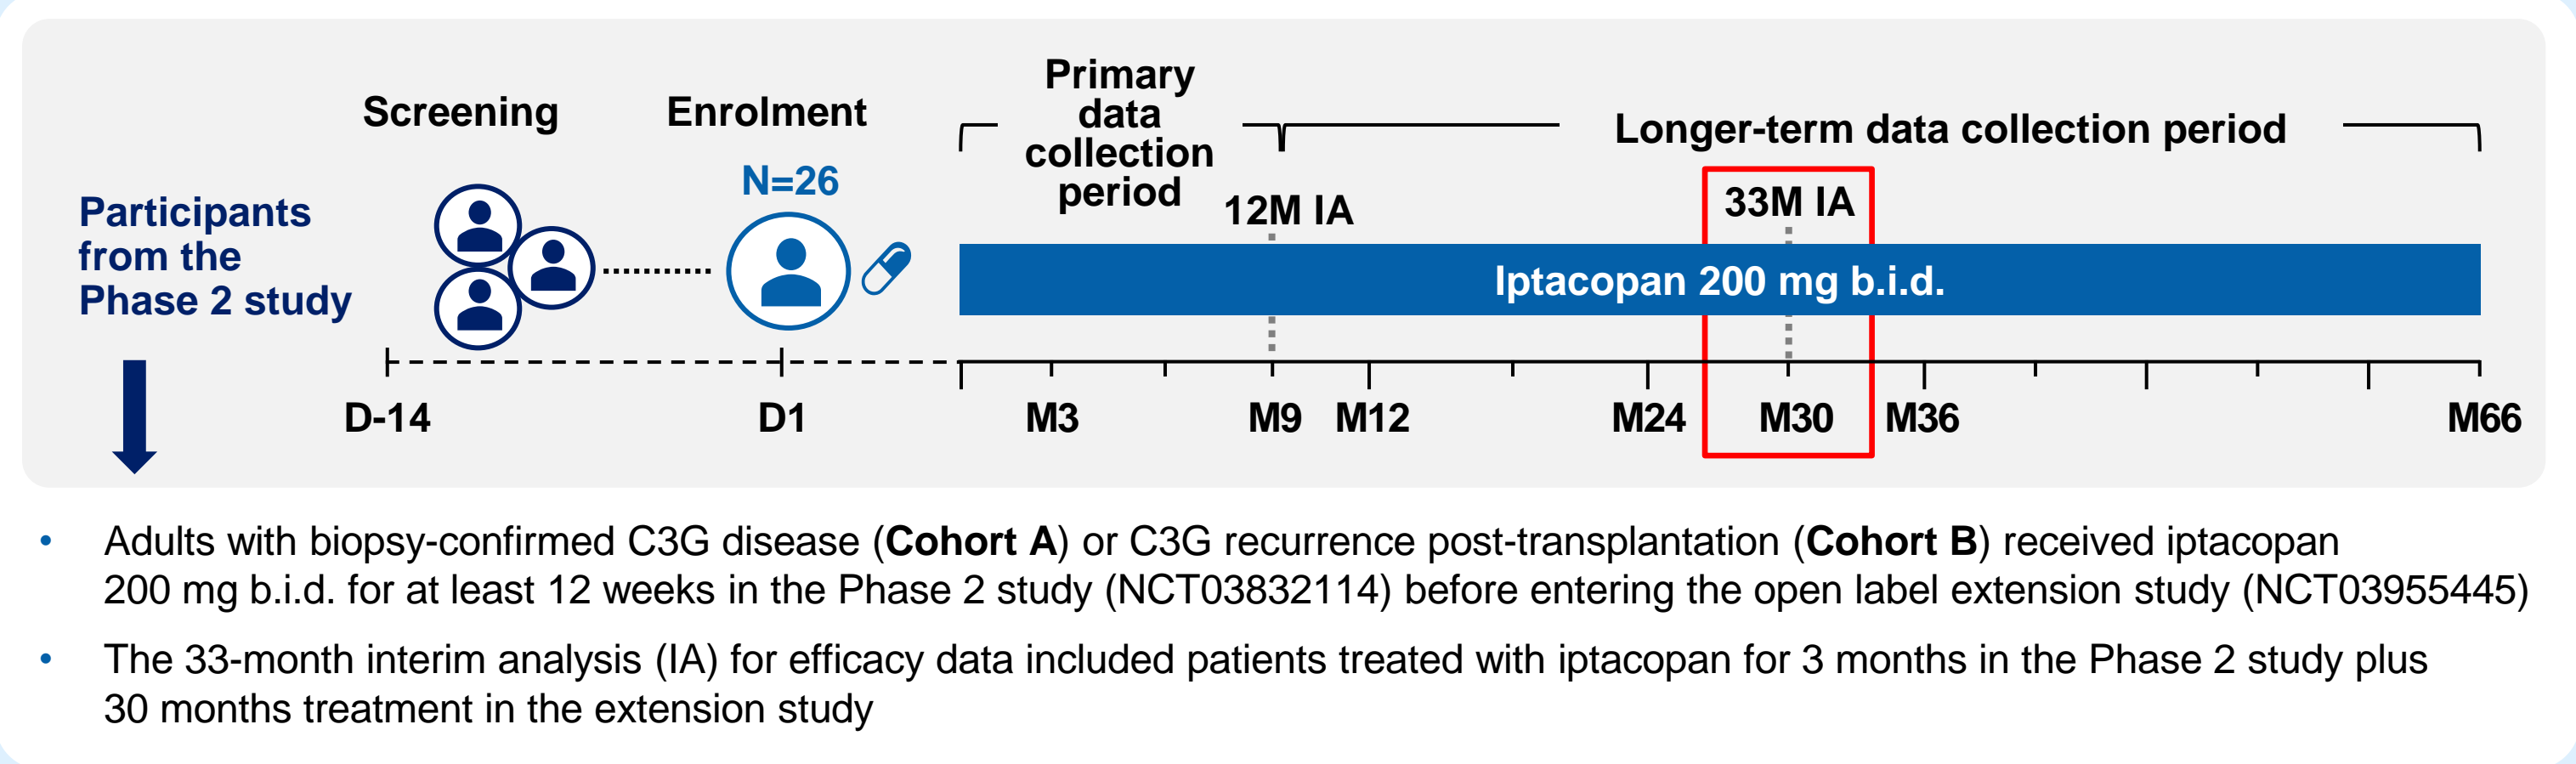 Screening
Enrolment
Primary
data
collection
period
Longer-term data collection period
N=26
Participants
from the
Phase 2 study
12M IA
33M IA
Iptacopan 200 mg b.i.d.
D-14
D1
M3
M9
M12
M24
M30
M36
M66
• Adults with biopsy-confirmed C3G disease (Cohort A) or C3G recurrence post-transplantation (Cohort B) received iptacopan
200 mg b.i.d. for at least 12 weeks in the Phase 2 study (NCT03832114) before entering the open label extension study (NCT03955445)
• The 33-month interim analysis (IA) for efficacy data included patients treated with iptacopan for 3 months in the Phase 2 study plus
30 months treatment in the extension study